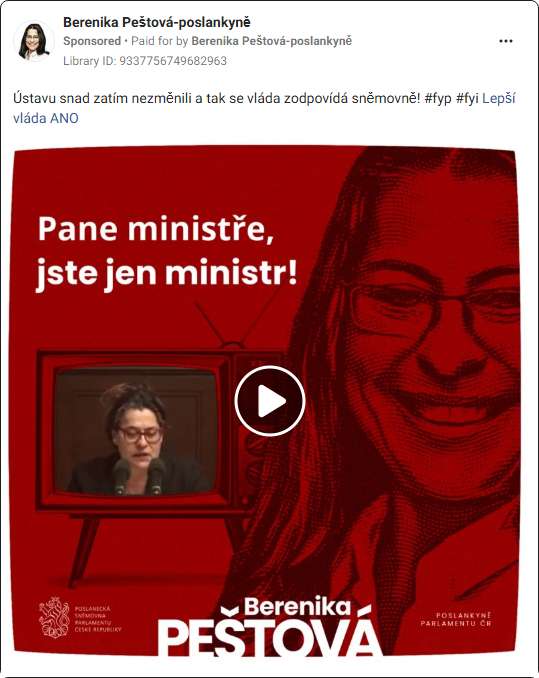 Berenika Peštová-poslankyně
Sponsored • Paid for by Berenika Peštová-poslankyně
Library ID: 9337756749682963
Ústavu snad zatím nezměnili a tak se vláda zodpovídá sněmovně! #fyp #fyi Lepší
vláda ANO
Pane ministře,
jste jen ministr!
POSLANECKÁ
SNĚMOVNA
PARLAMENTU
ČESKÉ REPUBLIKY
Berenika
PEŠTOVÁ
POSLANKYNĚ
PARLAMENTU ČR